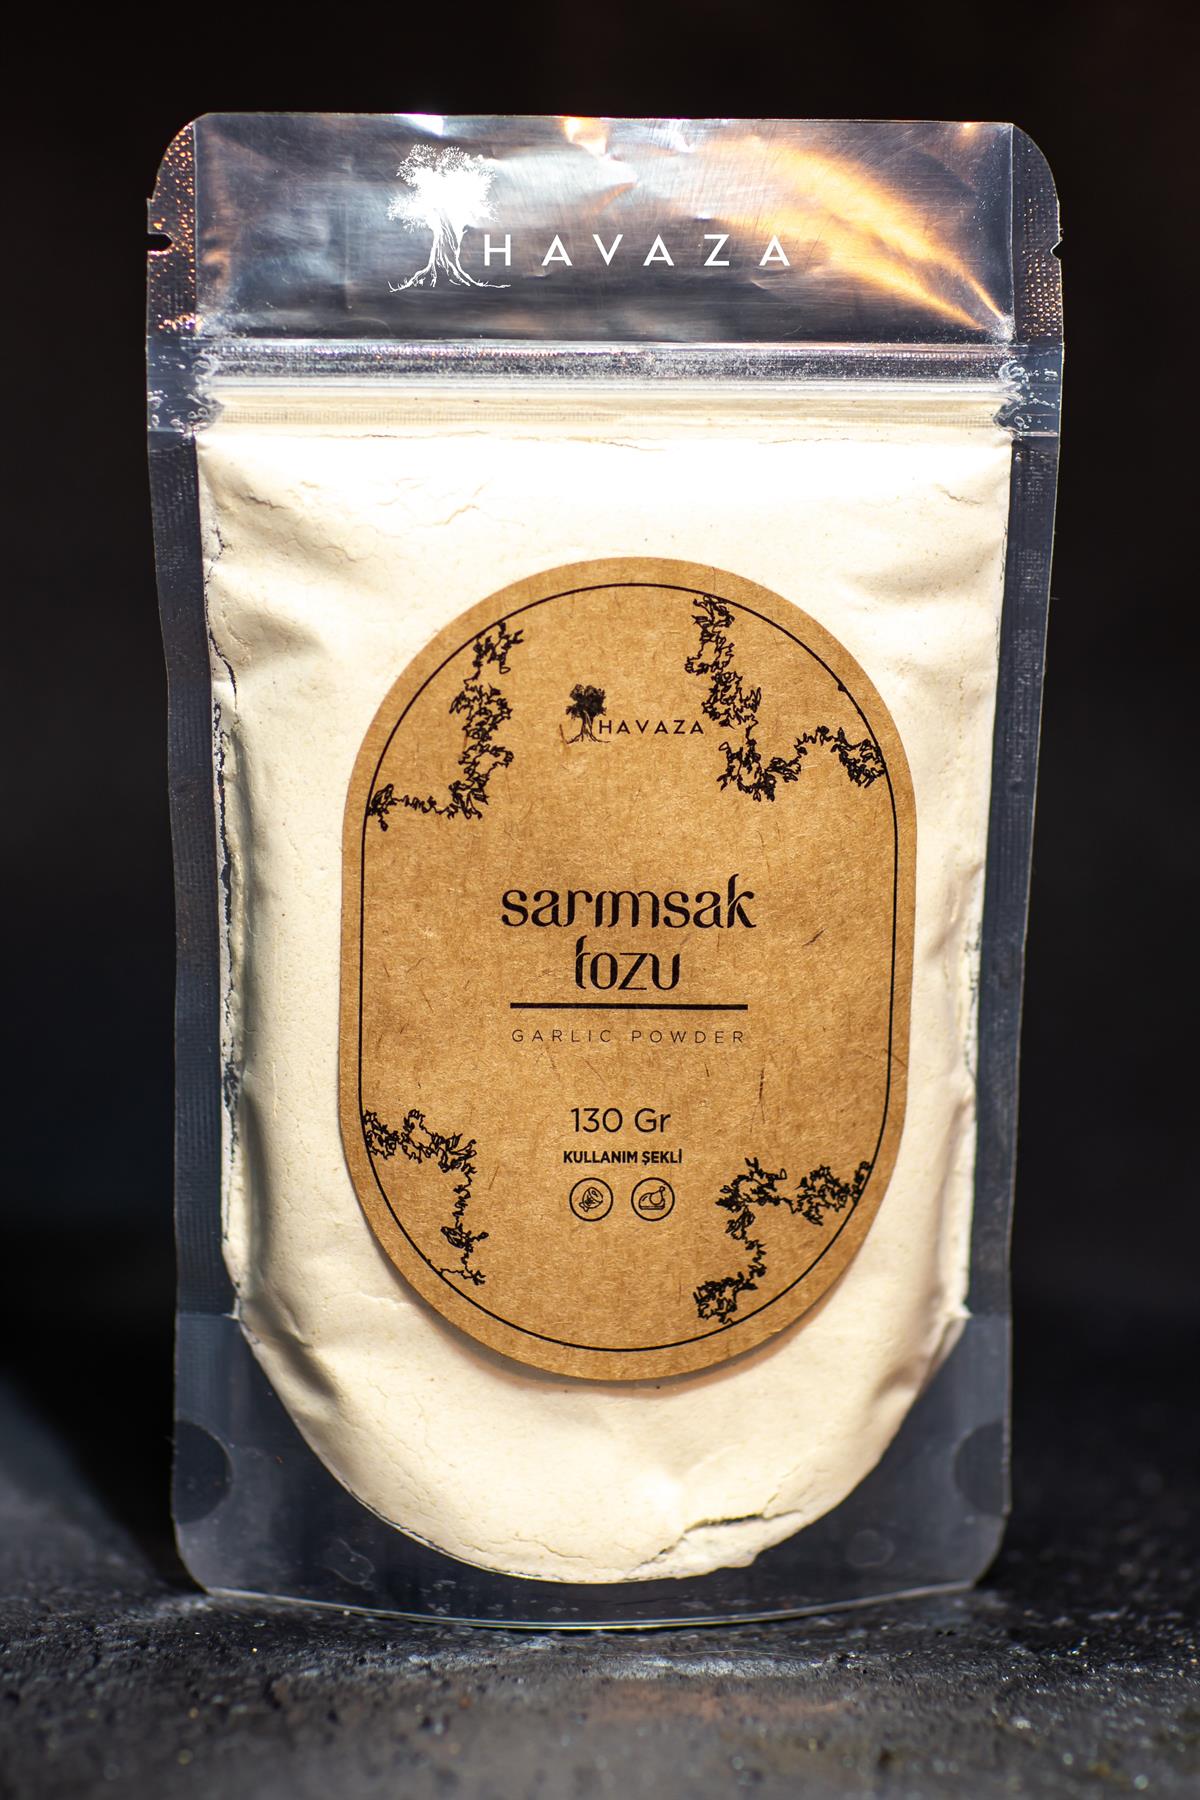 HAVAZA
HAVAZA
sarımsak
tozu
GARLIC POWDER
130 Gr
KULLANIM ŞEKLİ